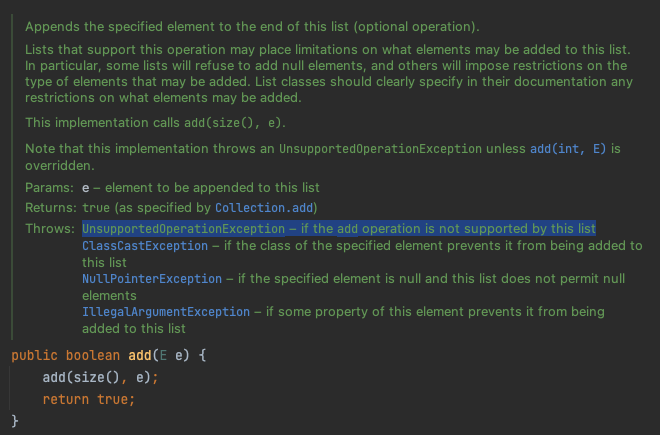 Appends the specified element to the end of this list (optional operation).
Lists that support this operation may place limitations on what elements may be added to this list.
In particular, some lists will refuse to add null elements, and others will impose restrictions on the
type of elements that may be added. List classes should clearly specify in their documentation any
restrictions on what elements may be added.
This implementation calls add(size(), e).
Note that this implementation throws an UnsupportedOperationException unless add(int, E) is
overridden.
Params: e – element to be appended to this list
Returns: true (as specified by Collection.add)
Throws: UnsupportedOperationException – if the add operation is not supported by this list
ClassCastException – if the class of the specified element prevents it from being added to
this list
NullPointerException – if the specified element is null and this list does not permit null
elements
IllegalArgumentException – if some property of this element prevents it from being
added to this list
public boolean add(E e) {
    add(size(), e);
    return true;
}